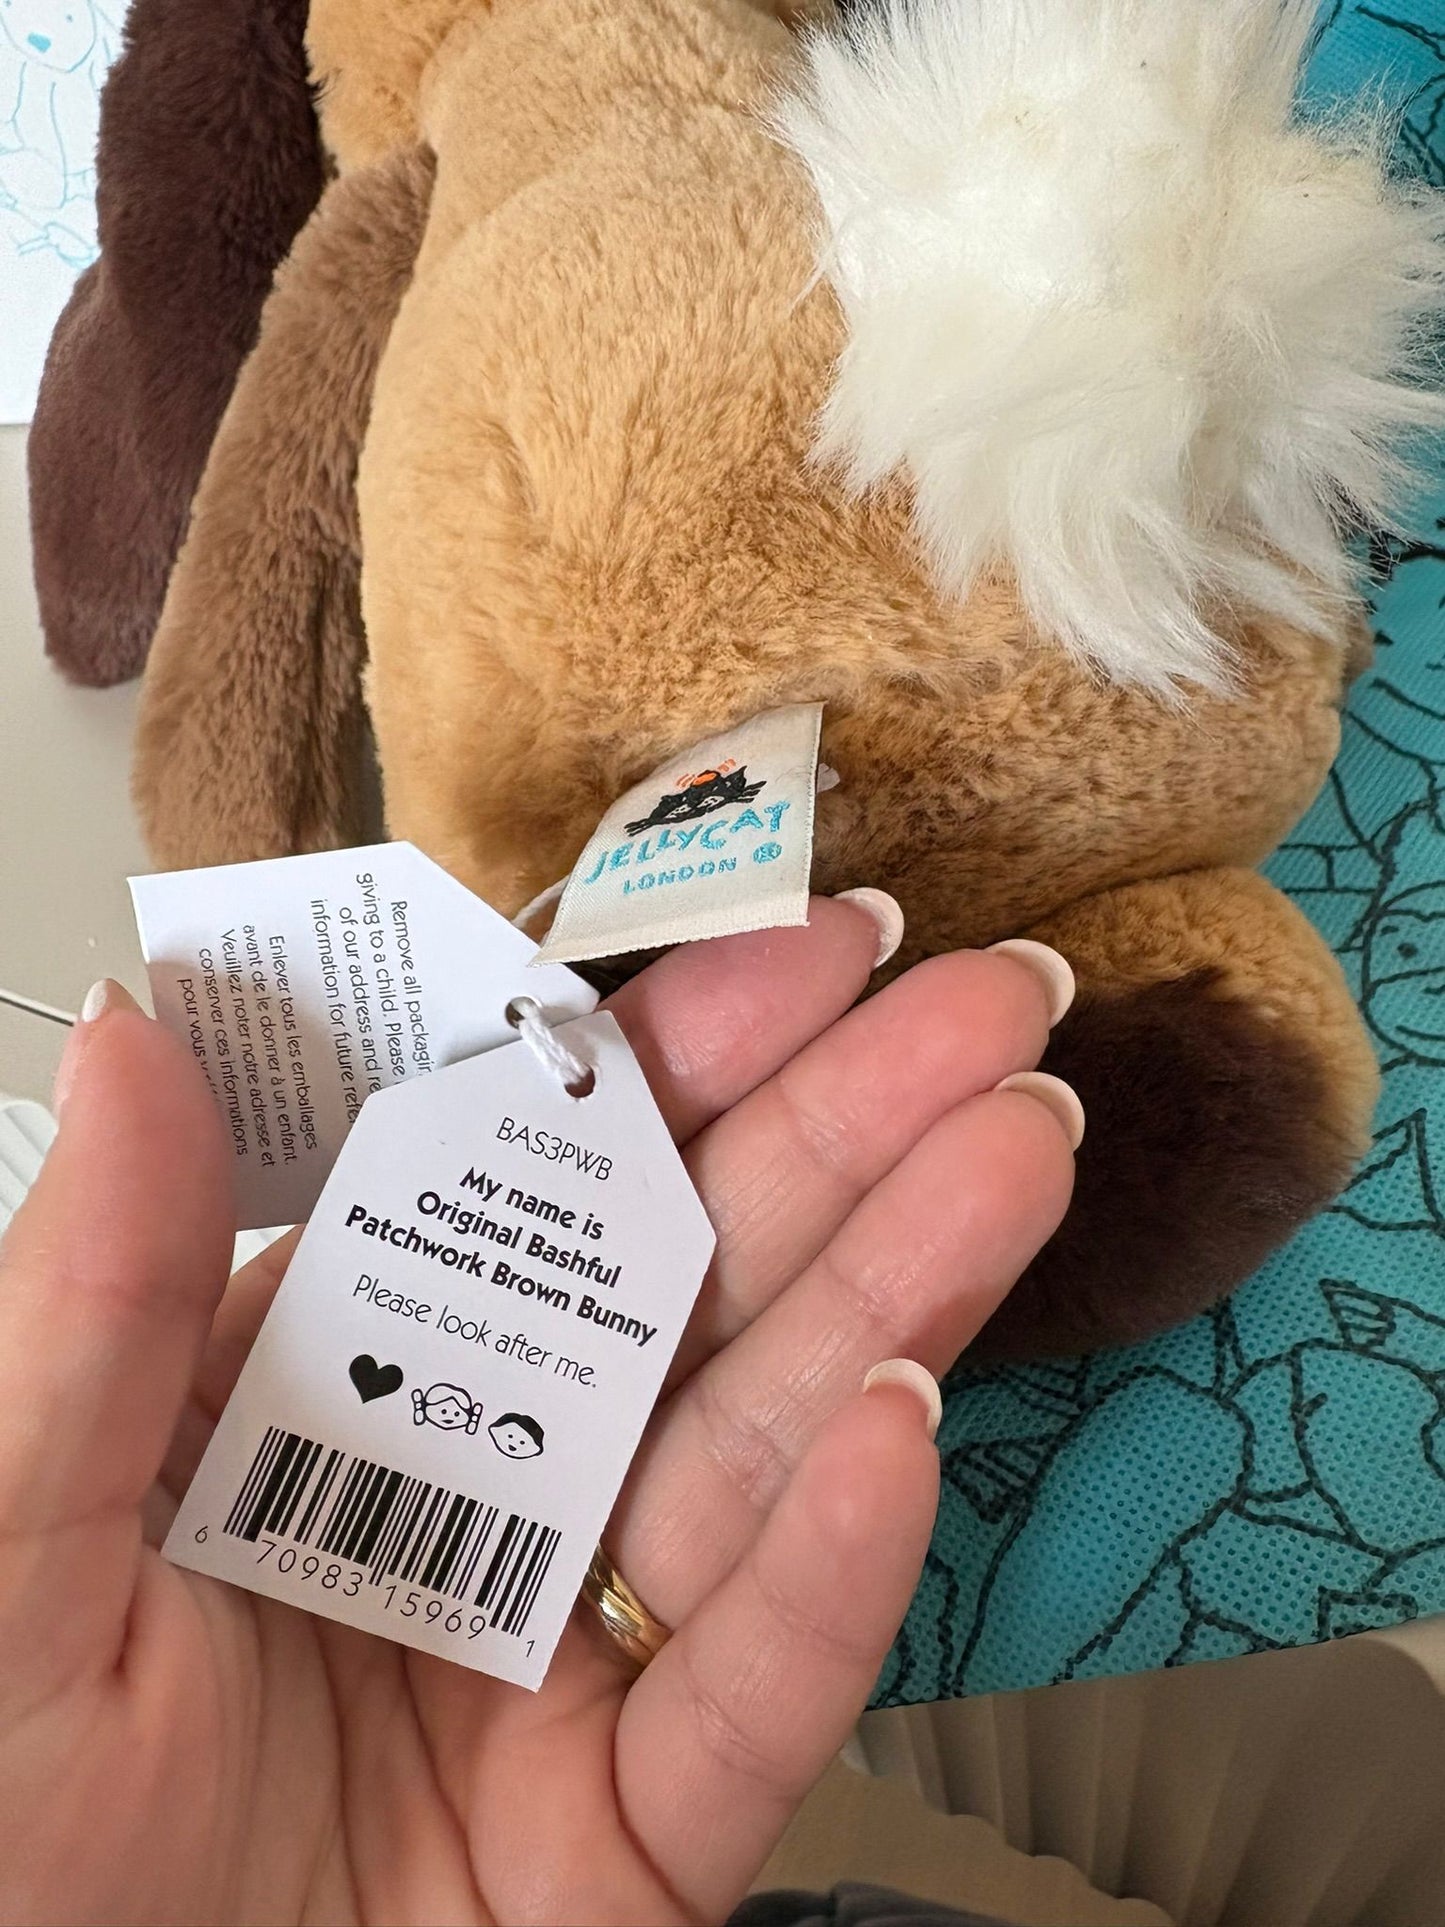 JELLYCAT
LONDON
Remove all
giving to a child. Please
of our address and
information for future
Enlever tous les emballages
avant de le donner à un enfant.
Veuillez noter notre adresse et
conserver ces informations
pour vous
BAS3PWB
My name is
Original Bashful
Patchwork Brown Bunny
Please look after me.
6 70983 15969 1